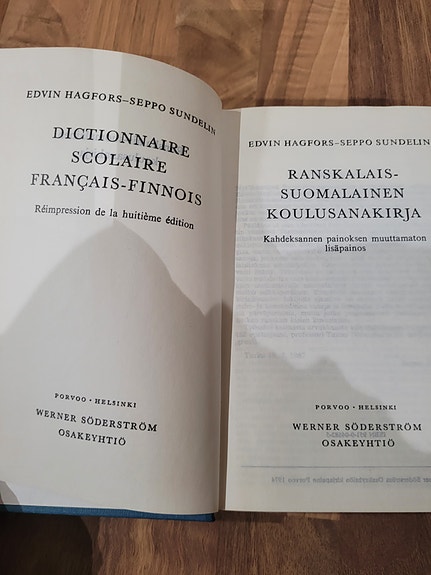 EDVIN HAGFORS–SEPPO SUNDELIN
DICTIONNAIRE
SCOLAIRE
FRANÇAIS-FINNOIS
Réimpression de la huitième édition
PORVOO • HELSINKI
WERNER SÖDERSTRÖM
OSAKEYHTIÖ
EDVIN HAGFORS–SEPPO SUNDELIN
RANSKALAIS-
SUOMALAINEN
KOULUSANAKIRJA
Kahdeksannen painoksen muuttamaton
lisäpainos
PORVOO • HELSINKI
WERNER SÖDERSTRÖM
OSAKEYHTIÖ